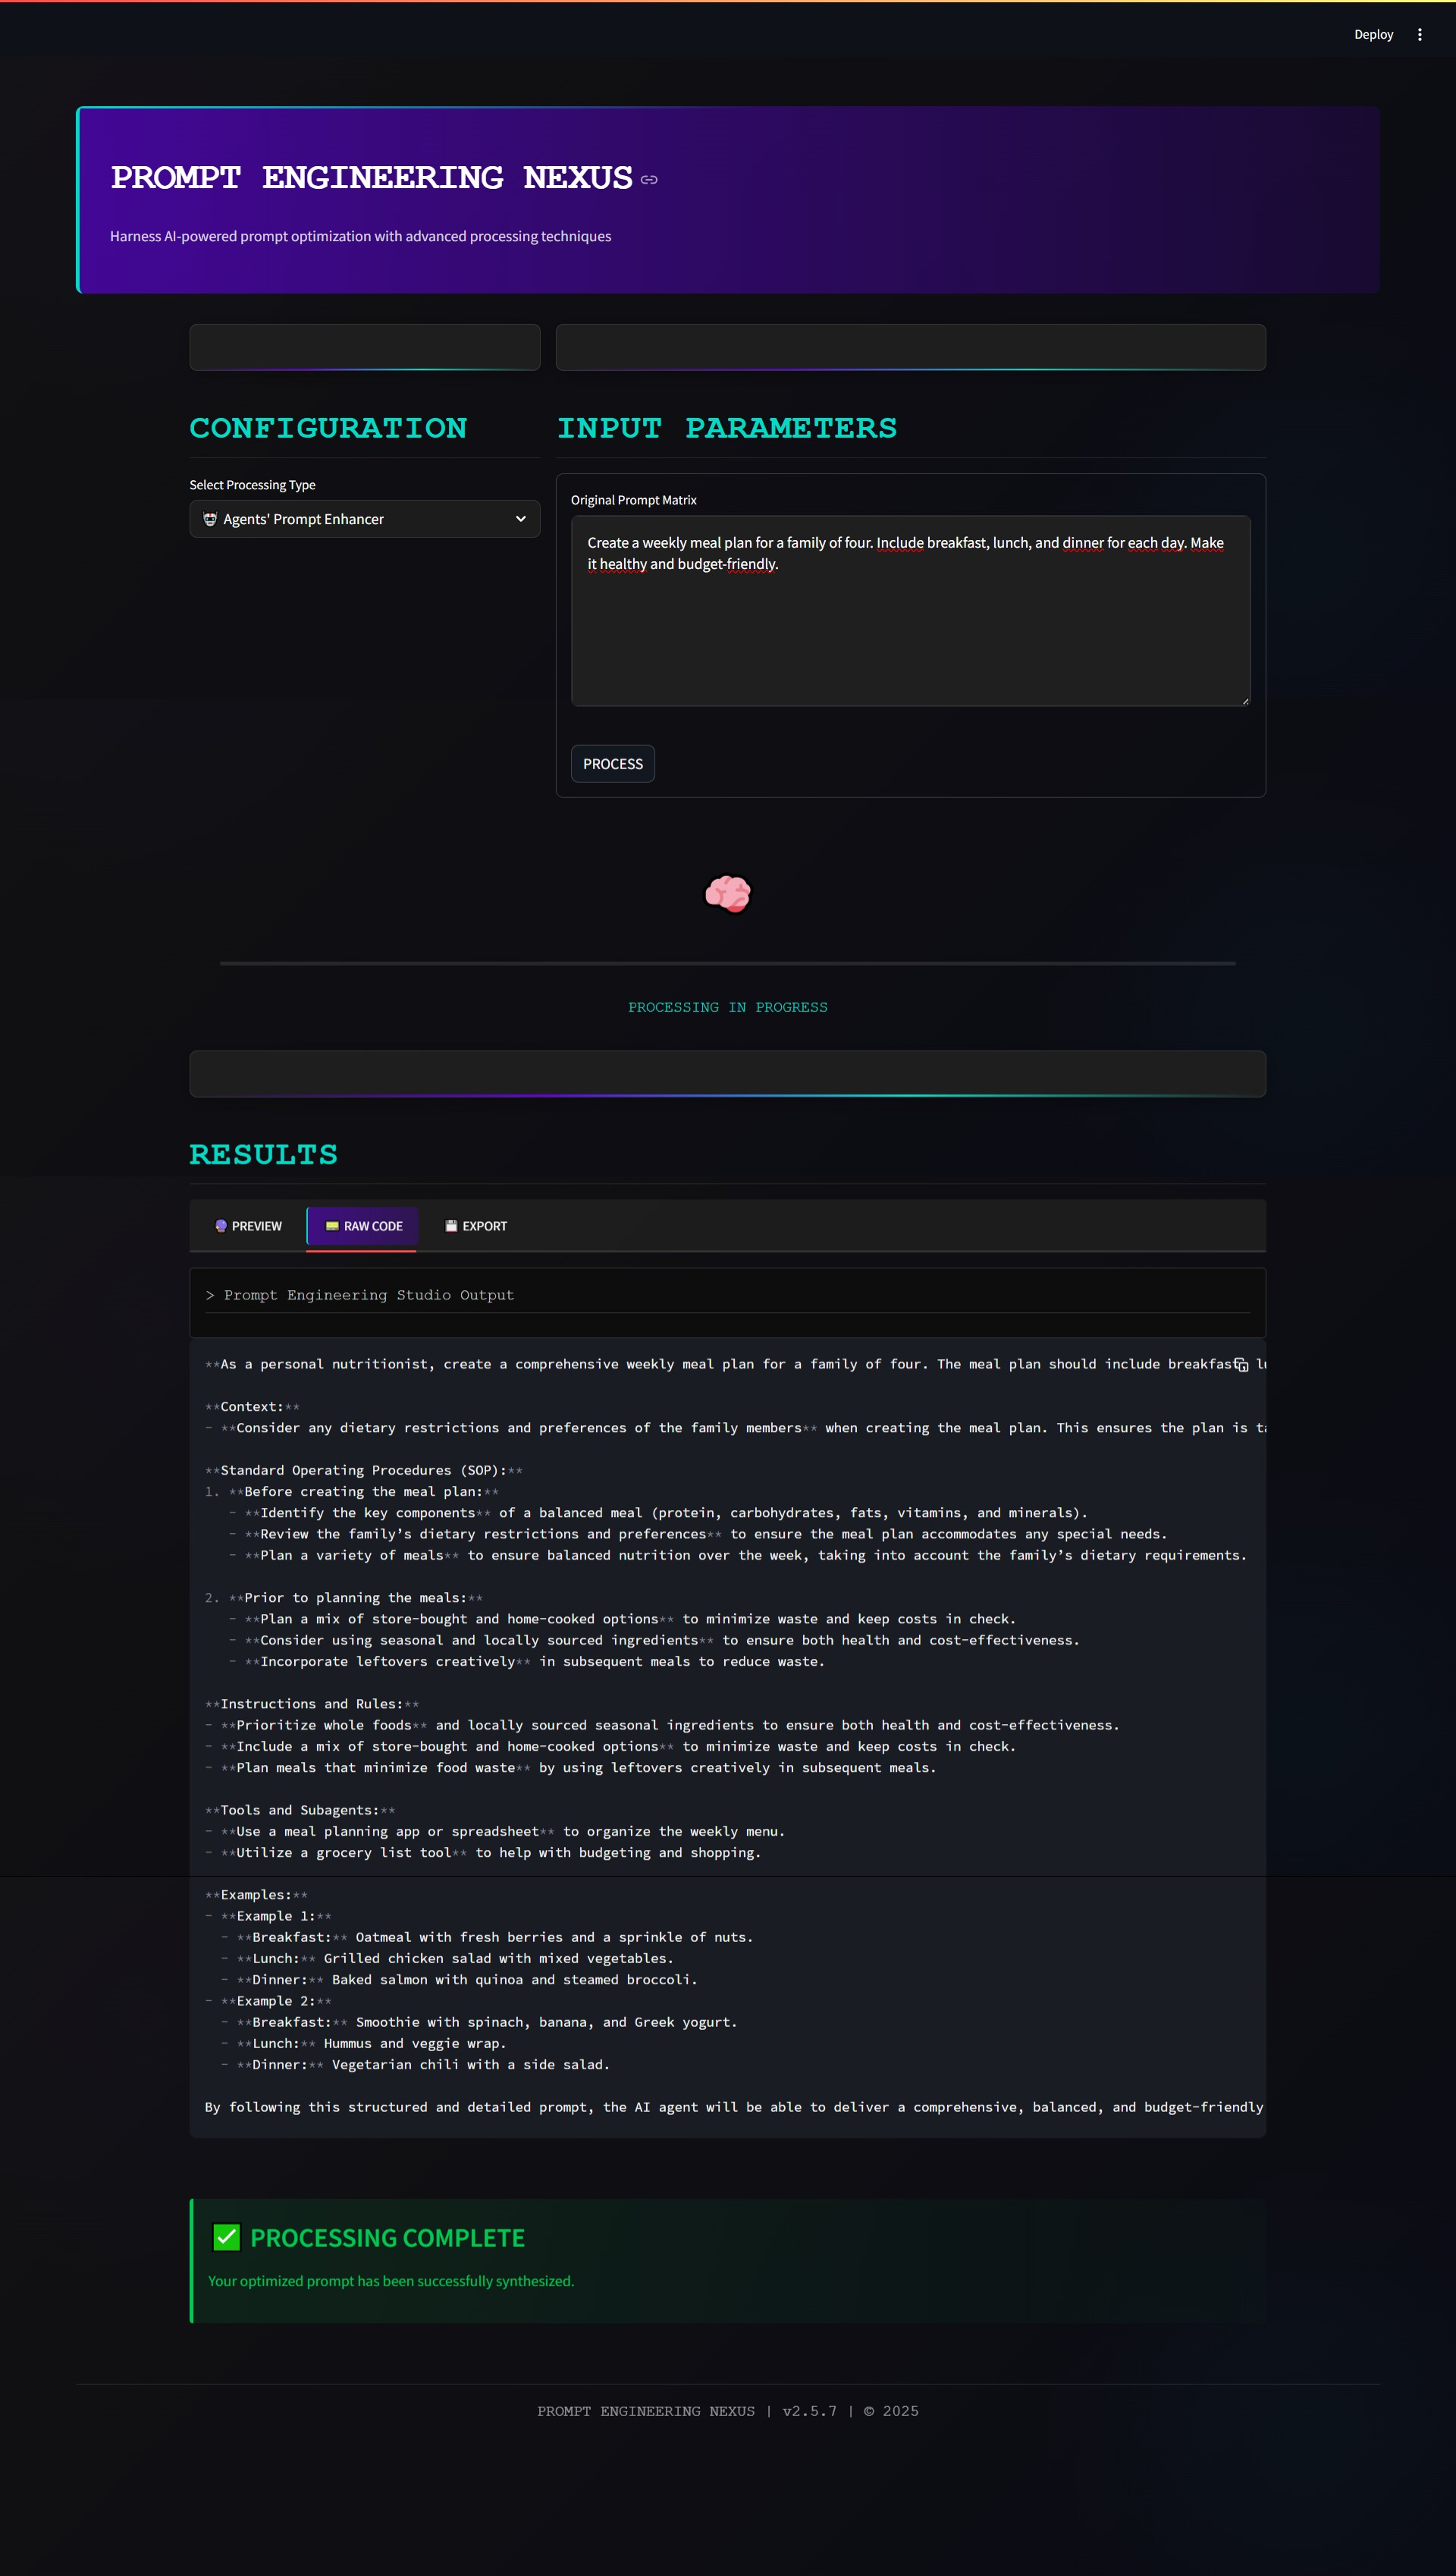 Deploy
PROMPT ENGINEERING NEXUS
Harness AI-powered prompt optimization with advanced processing techniques
CONFIGURATION
Select Processing Type
Agents' Prompt Enhancer
INPUT PARAMETERS
Original Prompt Matrix
Create a weekly meal plan for a family of four. Include breakfast, lunch, and dinner for each day. Make
it healthy and budget-friendly.
PROCESS
PROCESSING IN PROGRESS
RESULTS
PREVIEW
RAW CODE
EXPORT
> Prompt Engineering Studio Output
**As a personal nutritionist, create a comprehensive weekly meal plan for a family of four. The meal plan should include breakfast
**Context:**
- **Consider any dietary restrictions and preferences of the family members** when creating the meal plan. This ensures the plan is
**Standard Operating Procedures (SOP):**
1. **Before creating the meal plan:**
- **Identify the key components** of a balanced meal (protein, carbohydrates, fats, vitamins, and minerals).
- **Review the family’s dietary restrictions and preferences** to ensure the meal plan accommodates any special needs.
- **Plan a variety of meals** to ensure balanced nutrition over the week, taking into account the family’s dietary requirements.
2. **Prior to planning the meals:**
- **Plan a mix of store-bought and home-cooked options** to minimize waste and keep costs in check.
- **Consider using seasonal and locally sourced ingredients** to ensure both health and cost-effectiveness.
- **Incorporate leftovers creatively** in subsequent meals to reduce waste.
**Instructions and Rules:**
- **Prioritize whole foods** and locally sourced seasonal ingredients to ensure both health and cost-effectiveness.
- **Include a mix of store-bought and home-cooked options** to minimize waste and keep costs in check.
- **Plan meals that minimize food waste** by using leftovers creatively in subsequent meals.
**Tools and Subagents:**
- **Use a meal planning app or spreadsheet** to organize the weekly menu.
- **Utilize a grocery list tool** to help with budgeting and shopping.
**Examples:**
- **Example 1:**
- **Breakfast:** Oatmeal with fresh berries and a sprinkle of nuts.
- **Lunch:** Grilled chicken salad with mixed vegetables.
- **Dinner:** Baked salmon with quinoa and steamed broccoli.
- **Example 2:**
- **Breakfast:** Smoothie with spinach, banana, and Greek yogurt.
- **Lunch:** Hummus and veggie wrap.
- **Dinner:** Vegetarian chili with a side salad.
By following this structured and detailed prompt, the AI agent will be able to deliver a comprehensive, balanced, and budget-friendly
PROCESSING COMPLETE
Your optimized prompt has been successfully synthesized.
PROMPT ENGINEERING NEXUS | v2.5.7 | © 2025